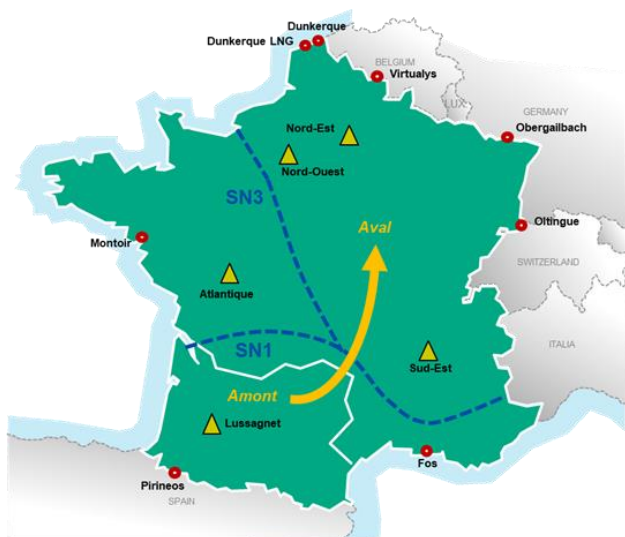 Dunkerque
Dunkerque LNG
BELGIUM
Virtualys
LUX
GERMANY
Nord-Est
Obergailbach
Nord-Ouest
SN3
Oltingue
Aval
Montoir
SWITZERLAND
Atlantique
ITALIA
SN1
Sud-Est
Amont
Lussagnet
Fos
Pirineos
SPAIN